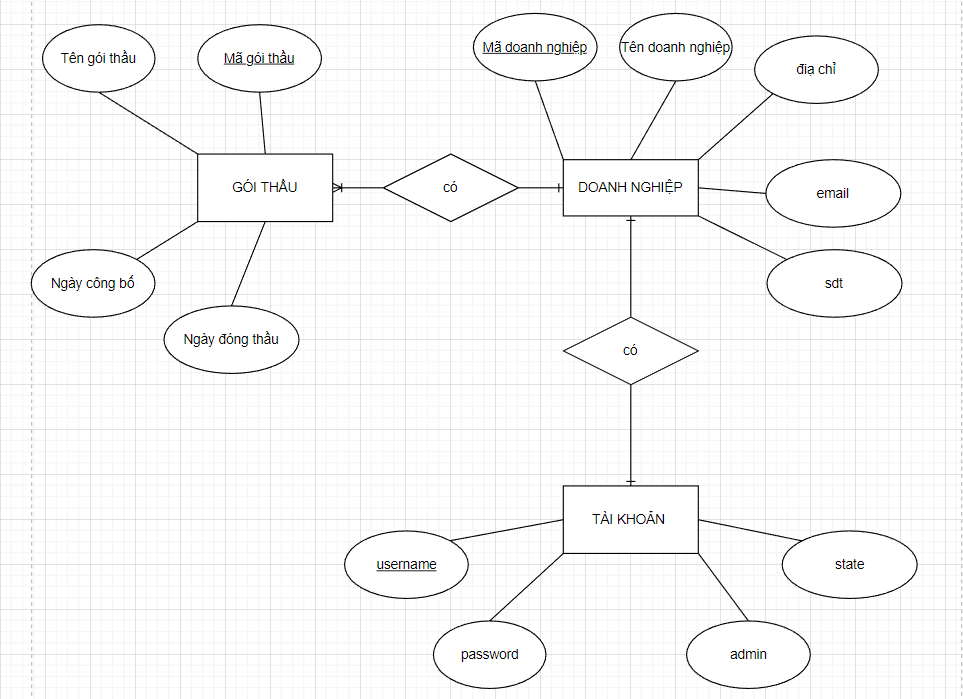 Tên gói thầu
Mã gói thầu
Mã doanh nghiệp
Tên doanh nghiệp
địa chỉ
GÓI THẦU
có
DOANH NGHIỆP
email
Ngày công bố
sdt
Ngày đóng thầu
có
TÀI KHOẢN
username
state
password
admin